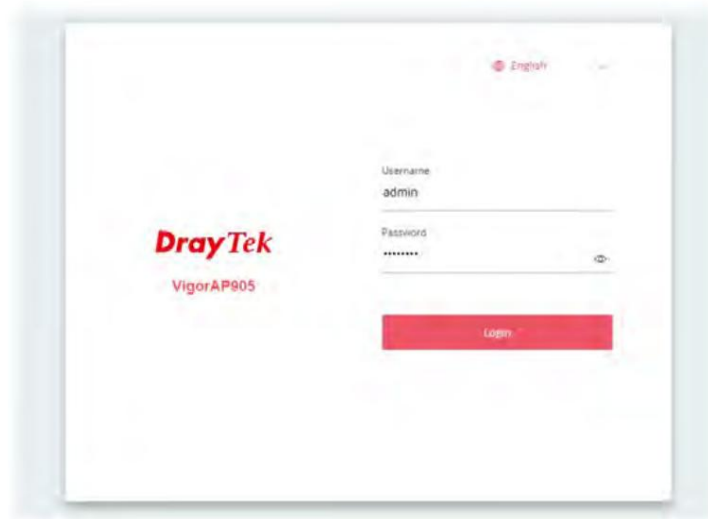 English
Username
admin
Password
••••••••
DrayTek
VigorAP905
Login